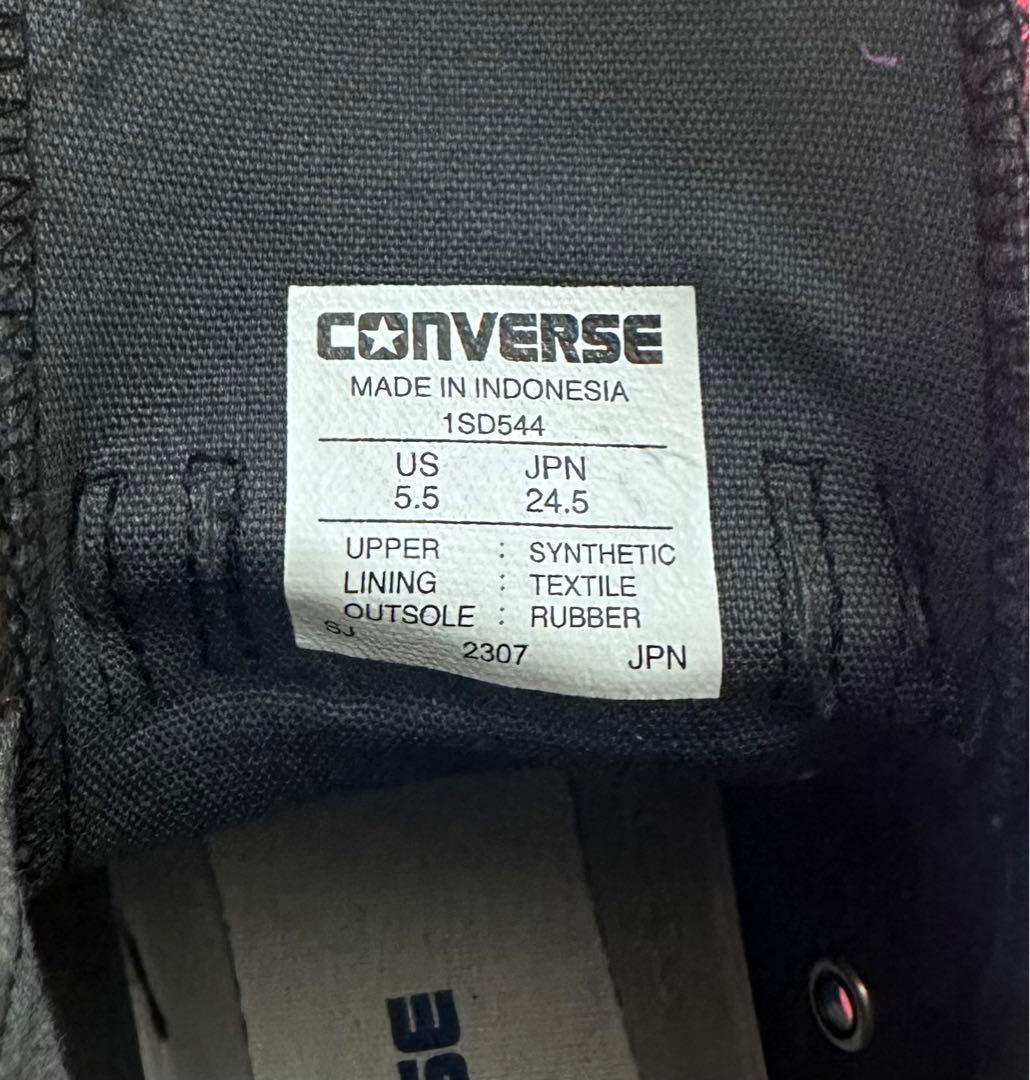 CONVERSE
MADE IN INDONESIA
1SD544
US JPN
5.5 24.5
UPPER : SYNTHETIC
LINING : TEXTILE
OUTSOLE : RUBBER
SJ 2307 JPN
SE